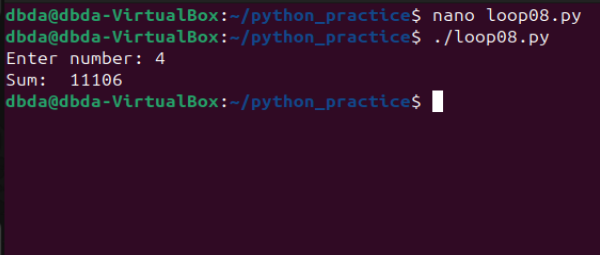 dbda@dbda-VirtualBox:~/python_practice$ nano loop08.py
dbda@dbda-VirtualBox:~/python_practice$ ./loop08.py
Enter number: 4
Sum:  11106
dbda@dbda-VirtualBox:~/python_practice$